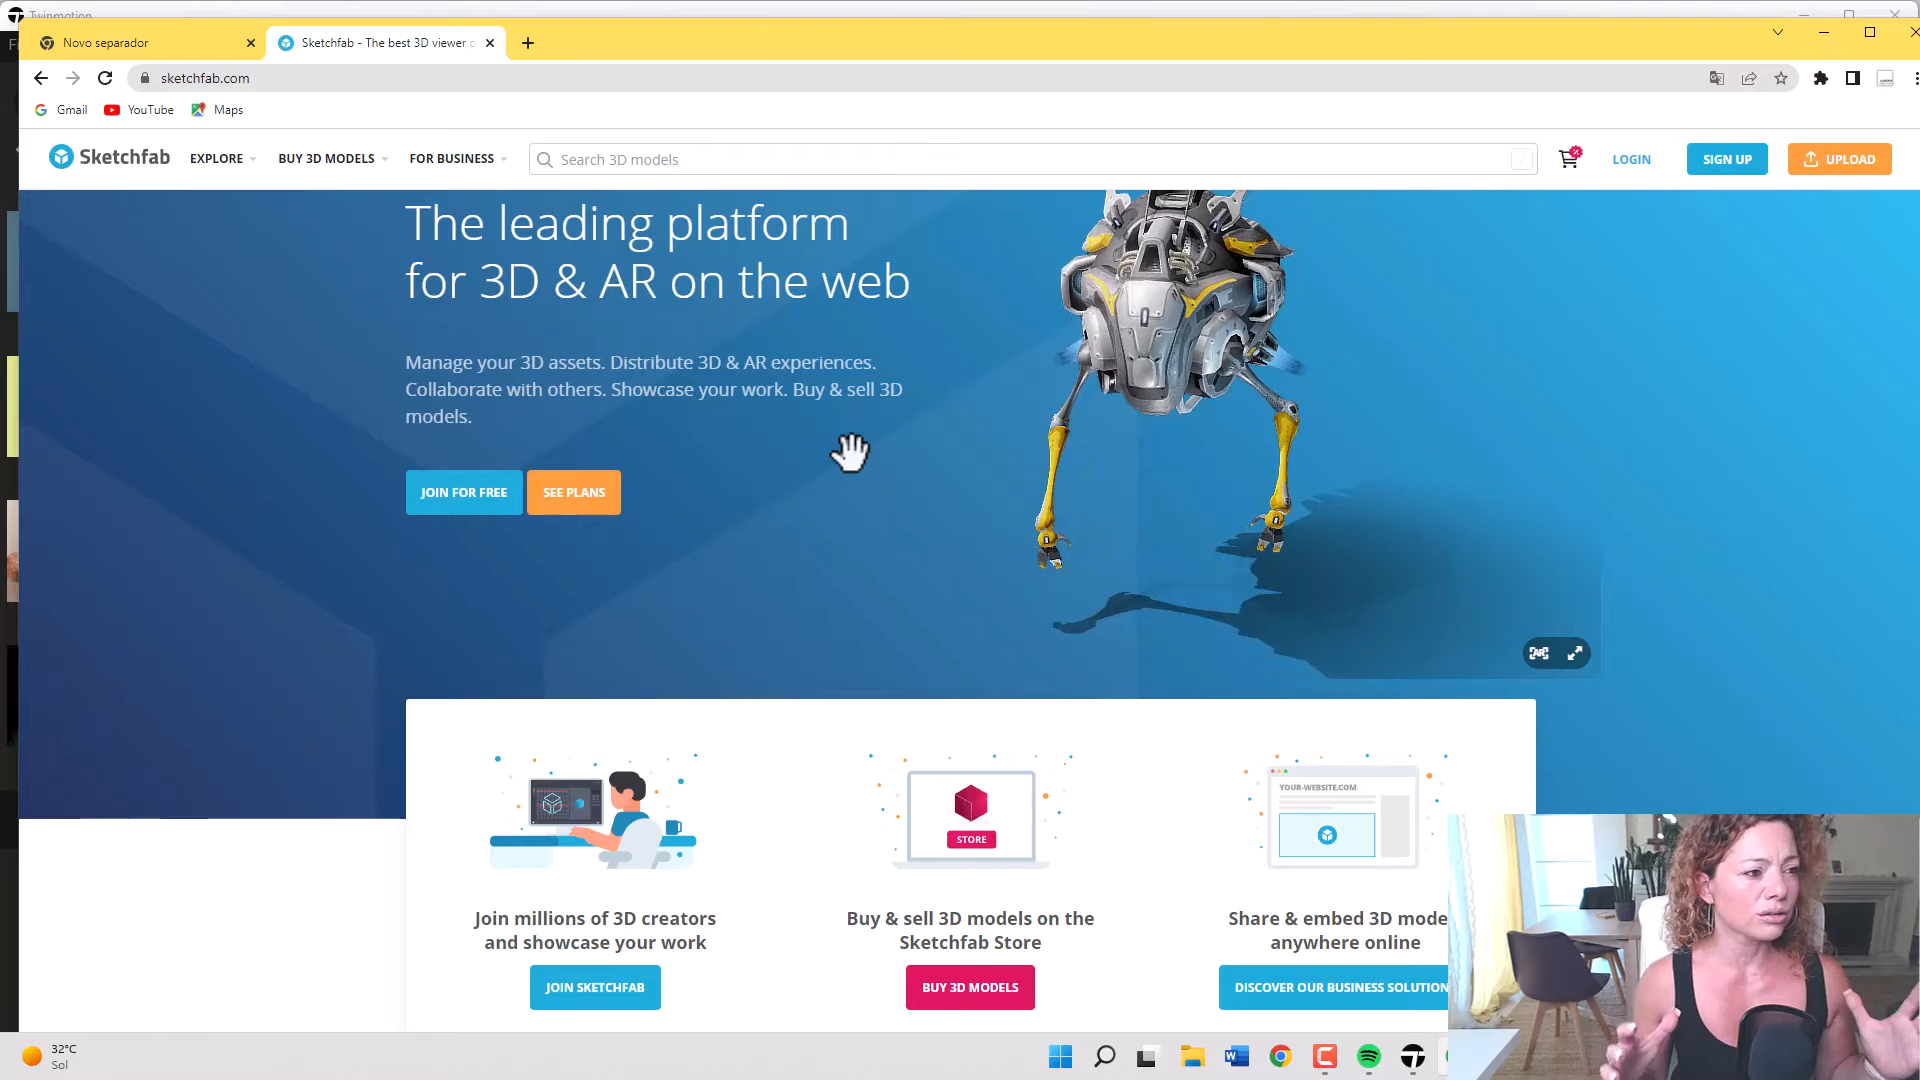 Twinmotion
Novo separador
Sketchfab - The best 3D viewer o
sketchfab.com
Gmail
YouTube
Maps
Sketchfab
EXPLORE
BUY 3D MODELS
FOR BUSINESS
Search 3D models
/
LOGIN
SIGN UP
UPLOAD
The leading platform
for 3D & AR on the web
Manage your 3D assets. Distribute 3D & AR experiences.
Collaborate with others. Showcase your work. Buy & sell 3D
models.
JOIN FOR FREE
SEE PLANS
AR
STORE
YOUR-WEBSITE.COM
Join millions of 3D creators
and showcase your work
JOIN SKETCHFAB
Buy & sell 3D models on the
Sketchfab Store
BUY 3D MODELS
Share & embed 3D mode
anywhere online
DISCOVER OUR BUSINESS SOLUTION
32°C
Sol